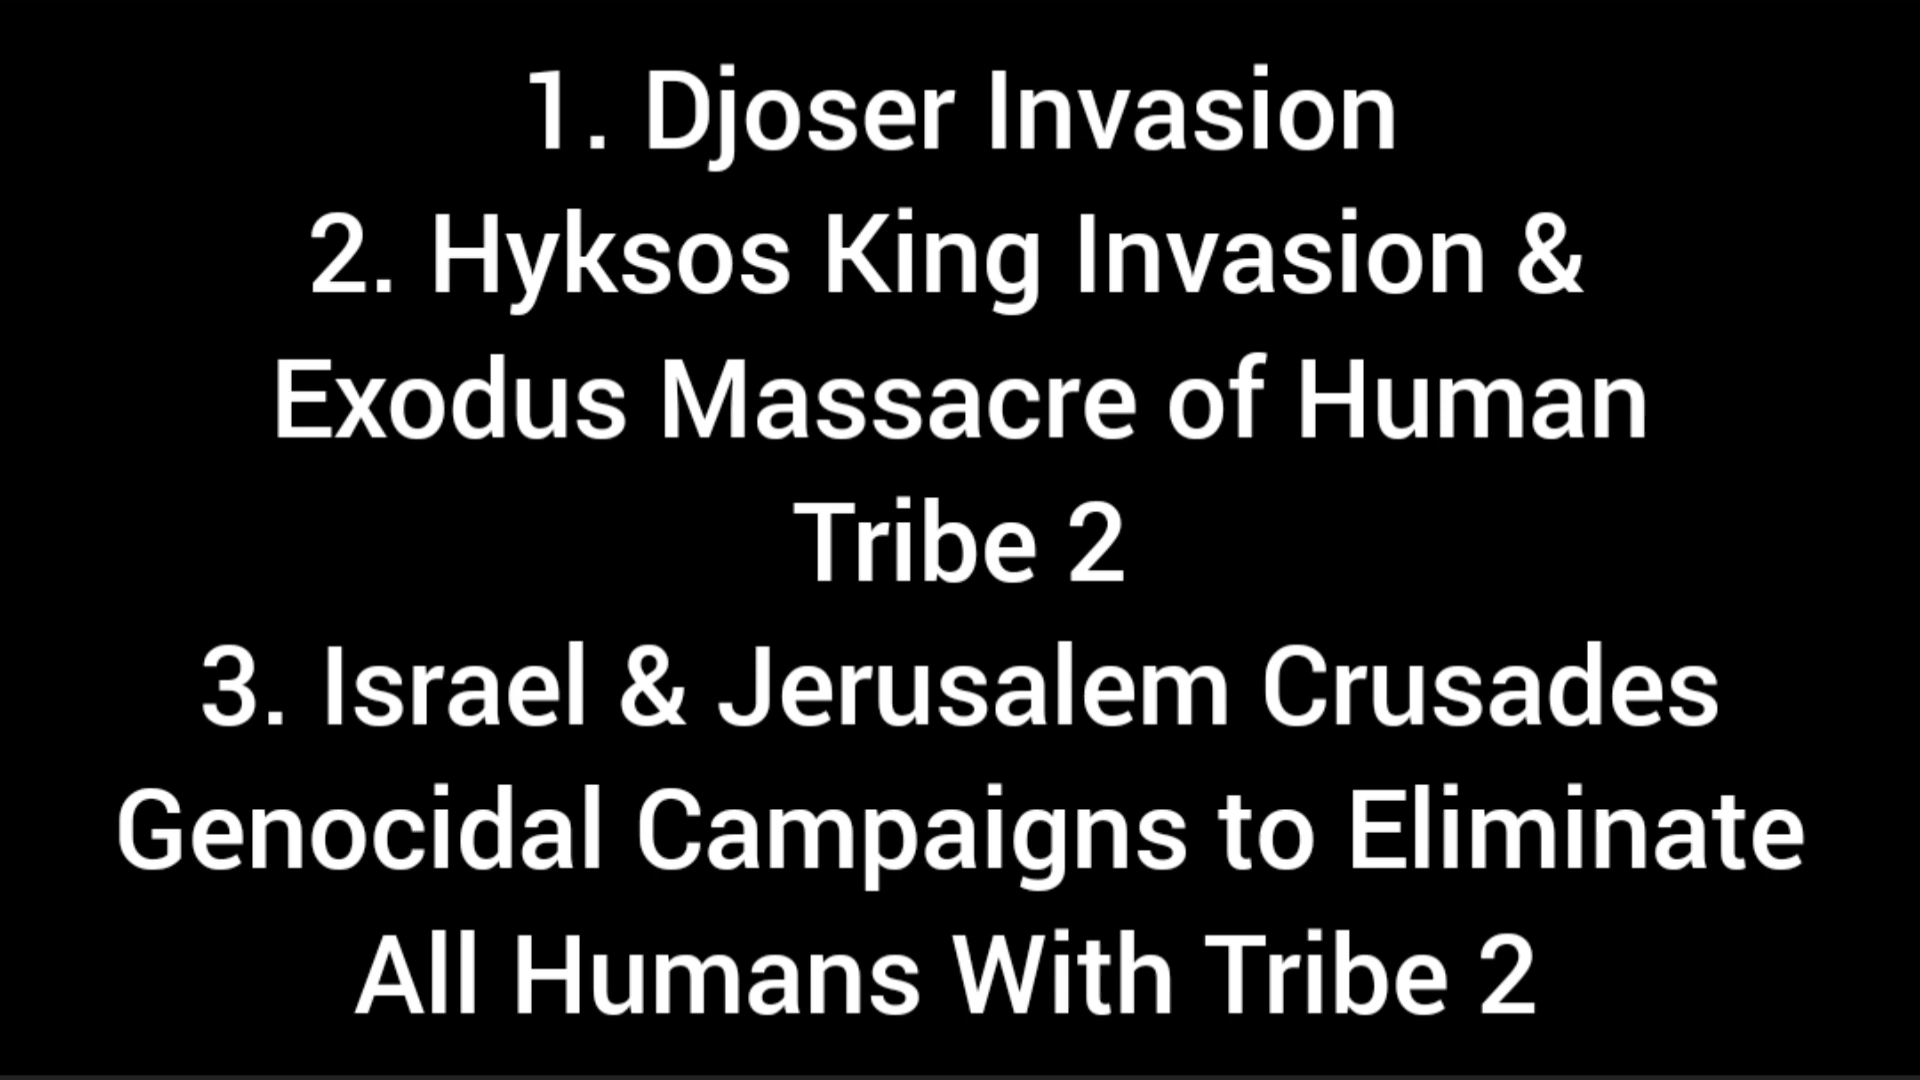 1. Djoser Invasion
2. Hyksos King Invasion &
Exodus Massacre of Human
Tribe 2
3. Israel & Jerusalem Crusades
Genocidal Campaigns to Eliminate
All Humans With Tribe 2